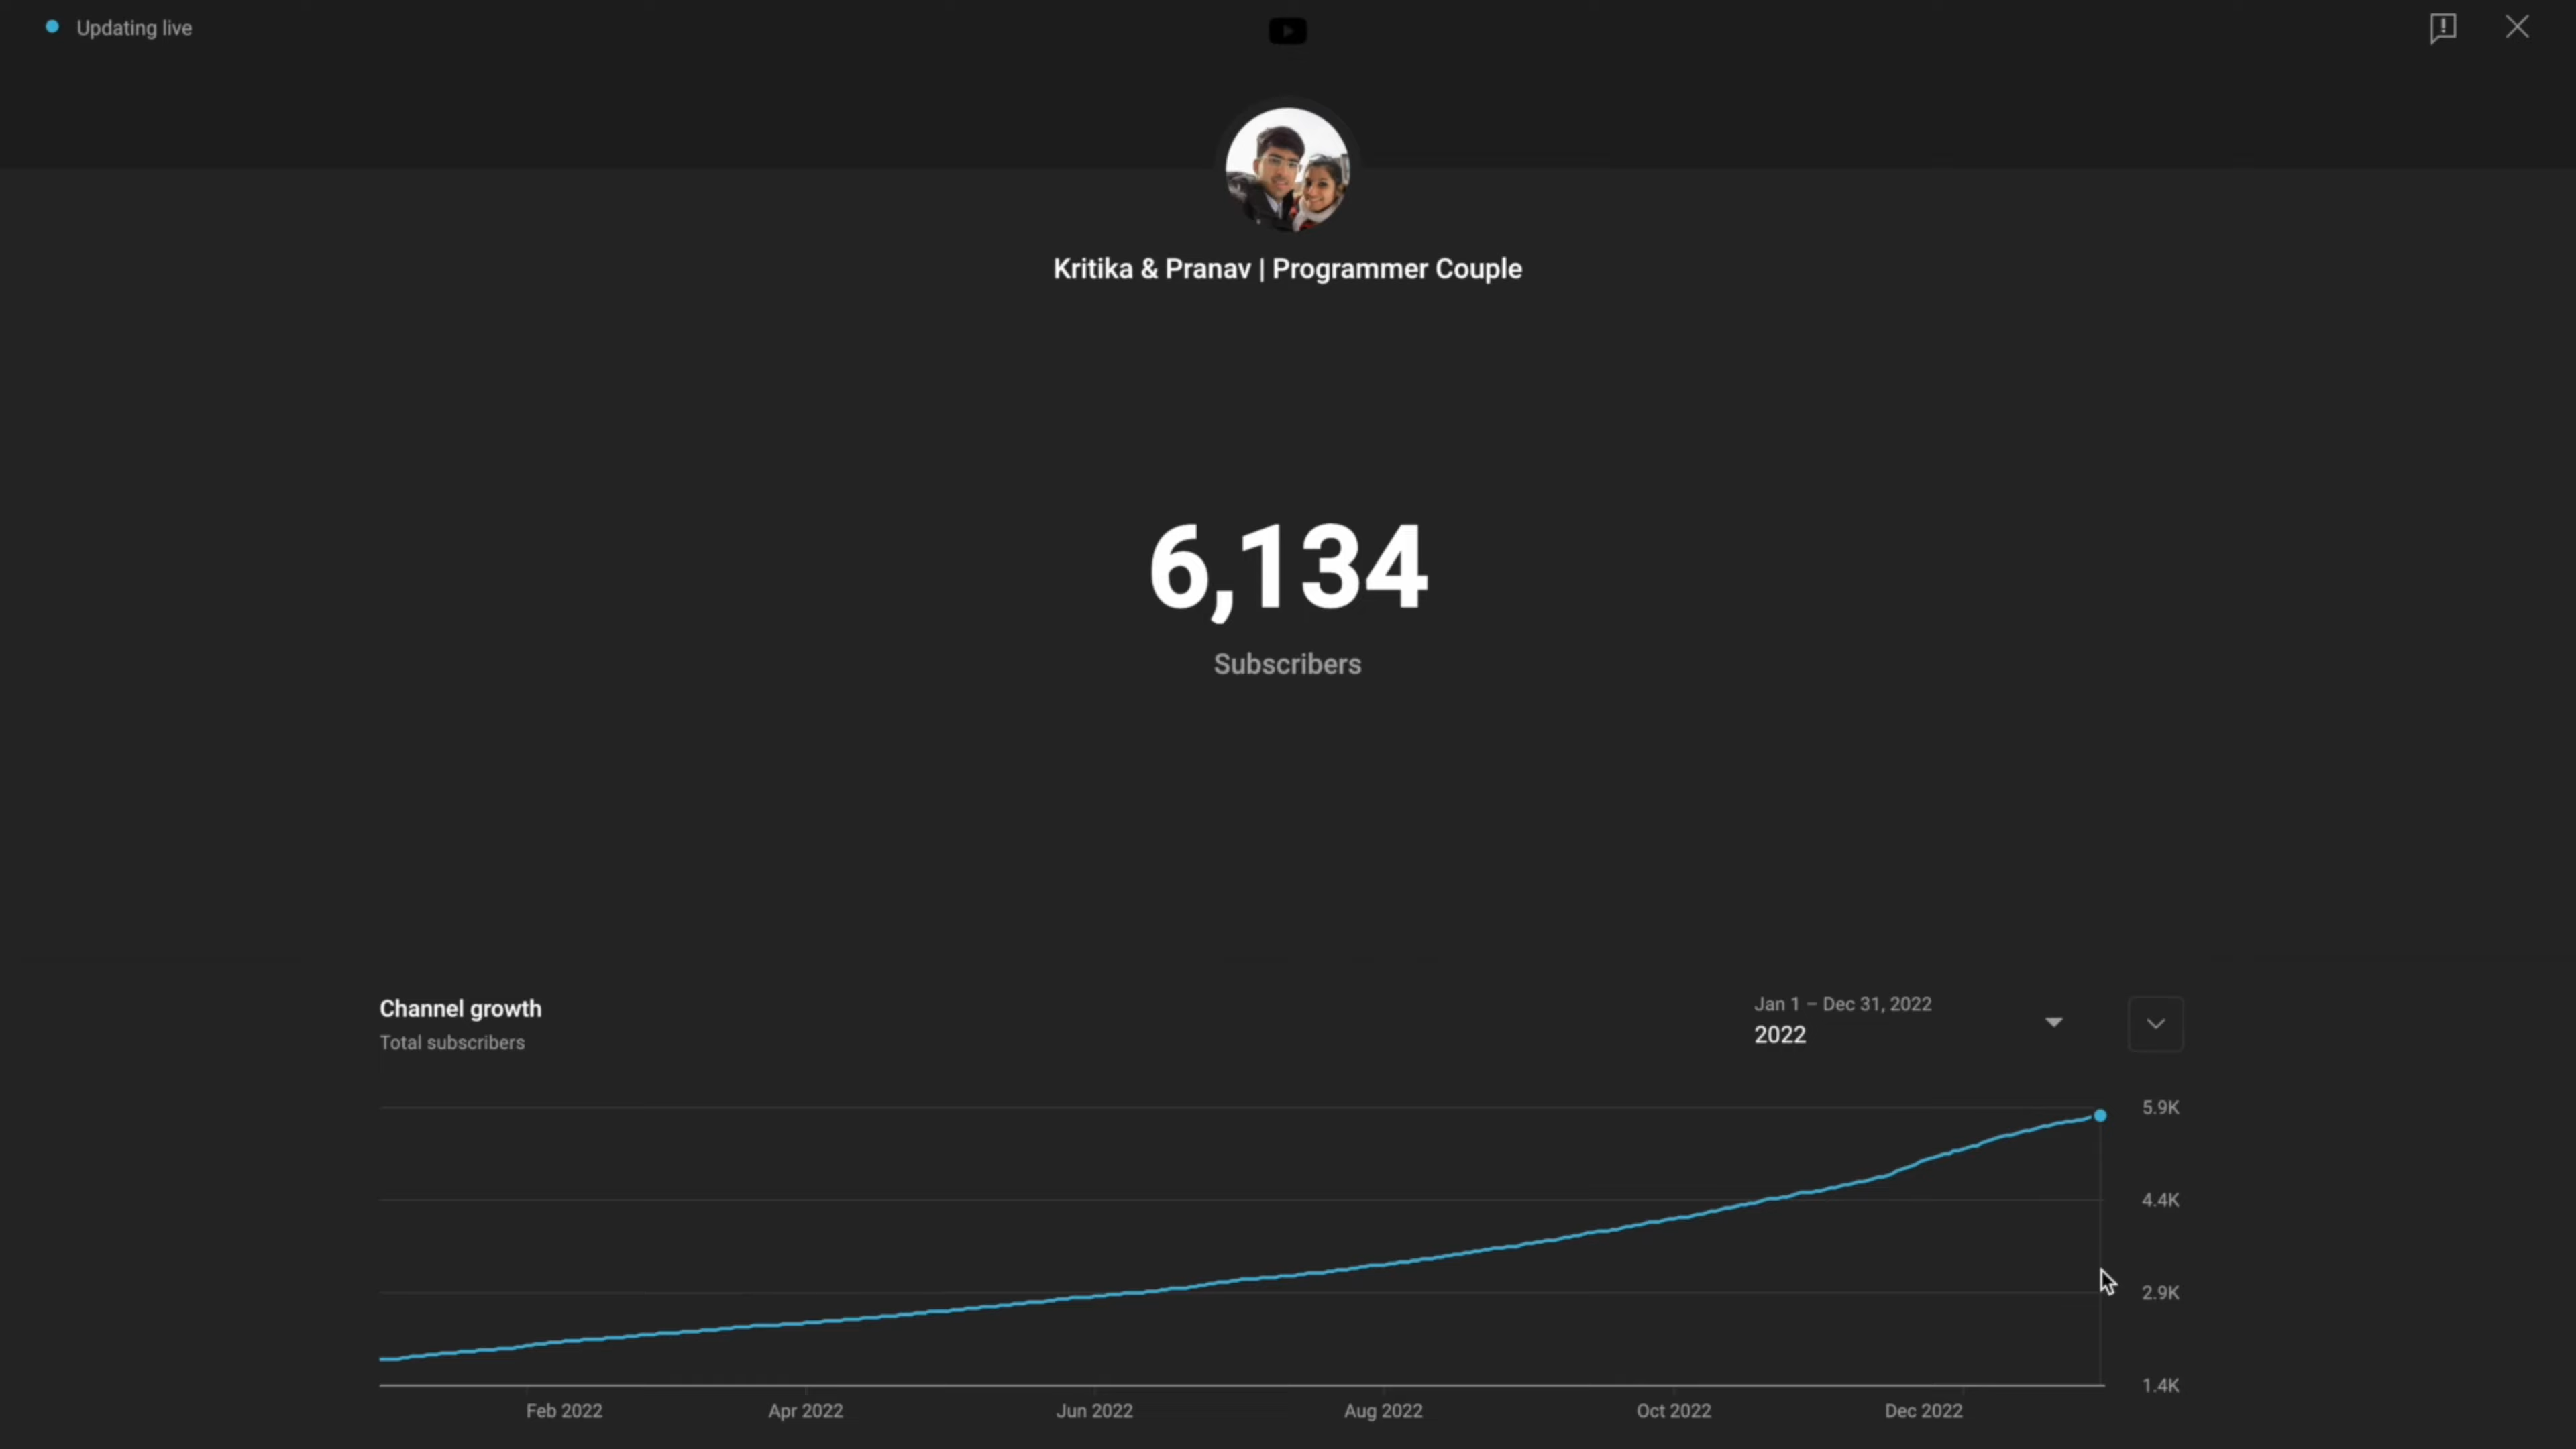 Updating live
Kritika & Pranav | Programmer Couple
6,134
Subscribers
Channel growth
Total subscribers
Jan 1 – Dec 31, 2022
2022
5.9K
4.4K
2.9K
1.4K
Feb 2022 Apr 2022 Jun 2022 Aug 2022 Oct 2022 Dec 2022